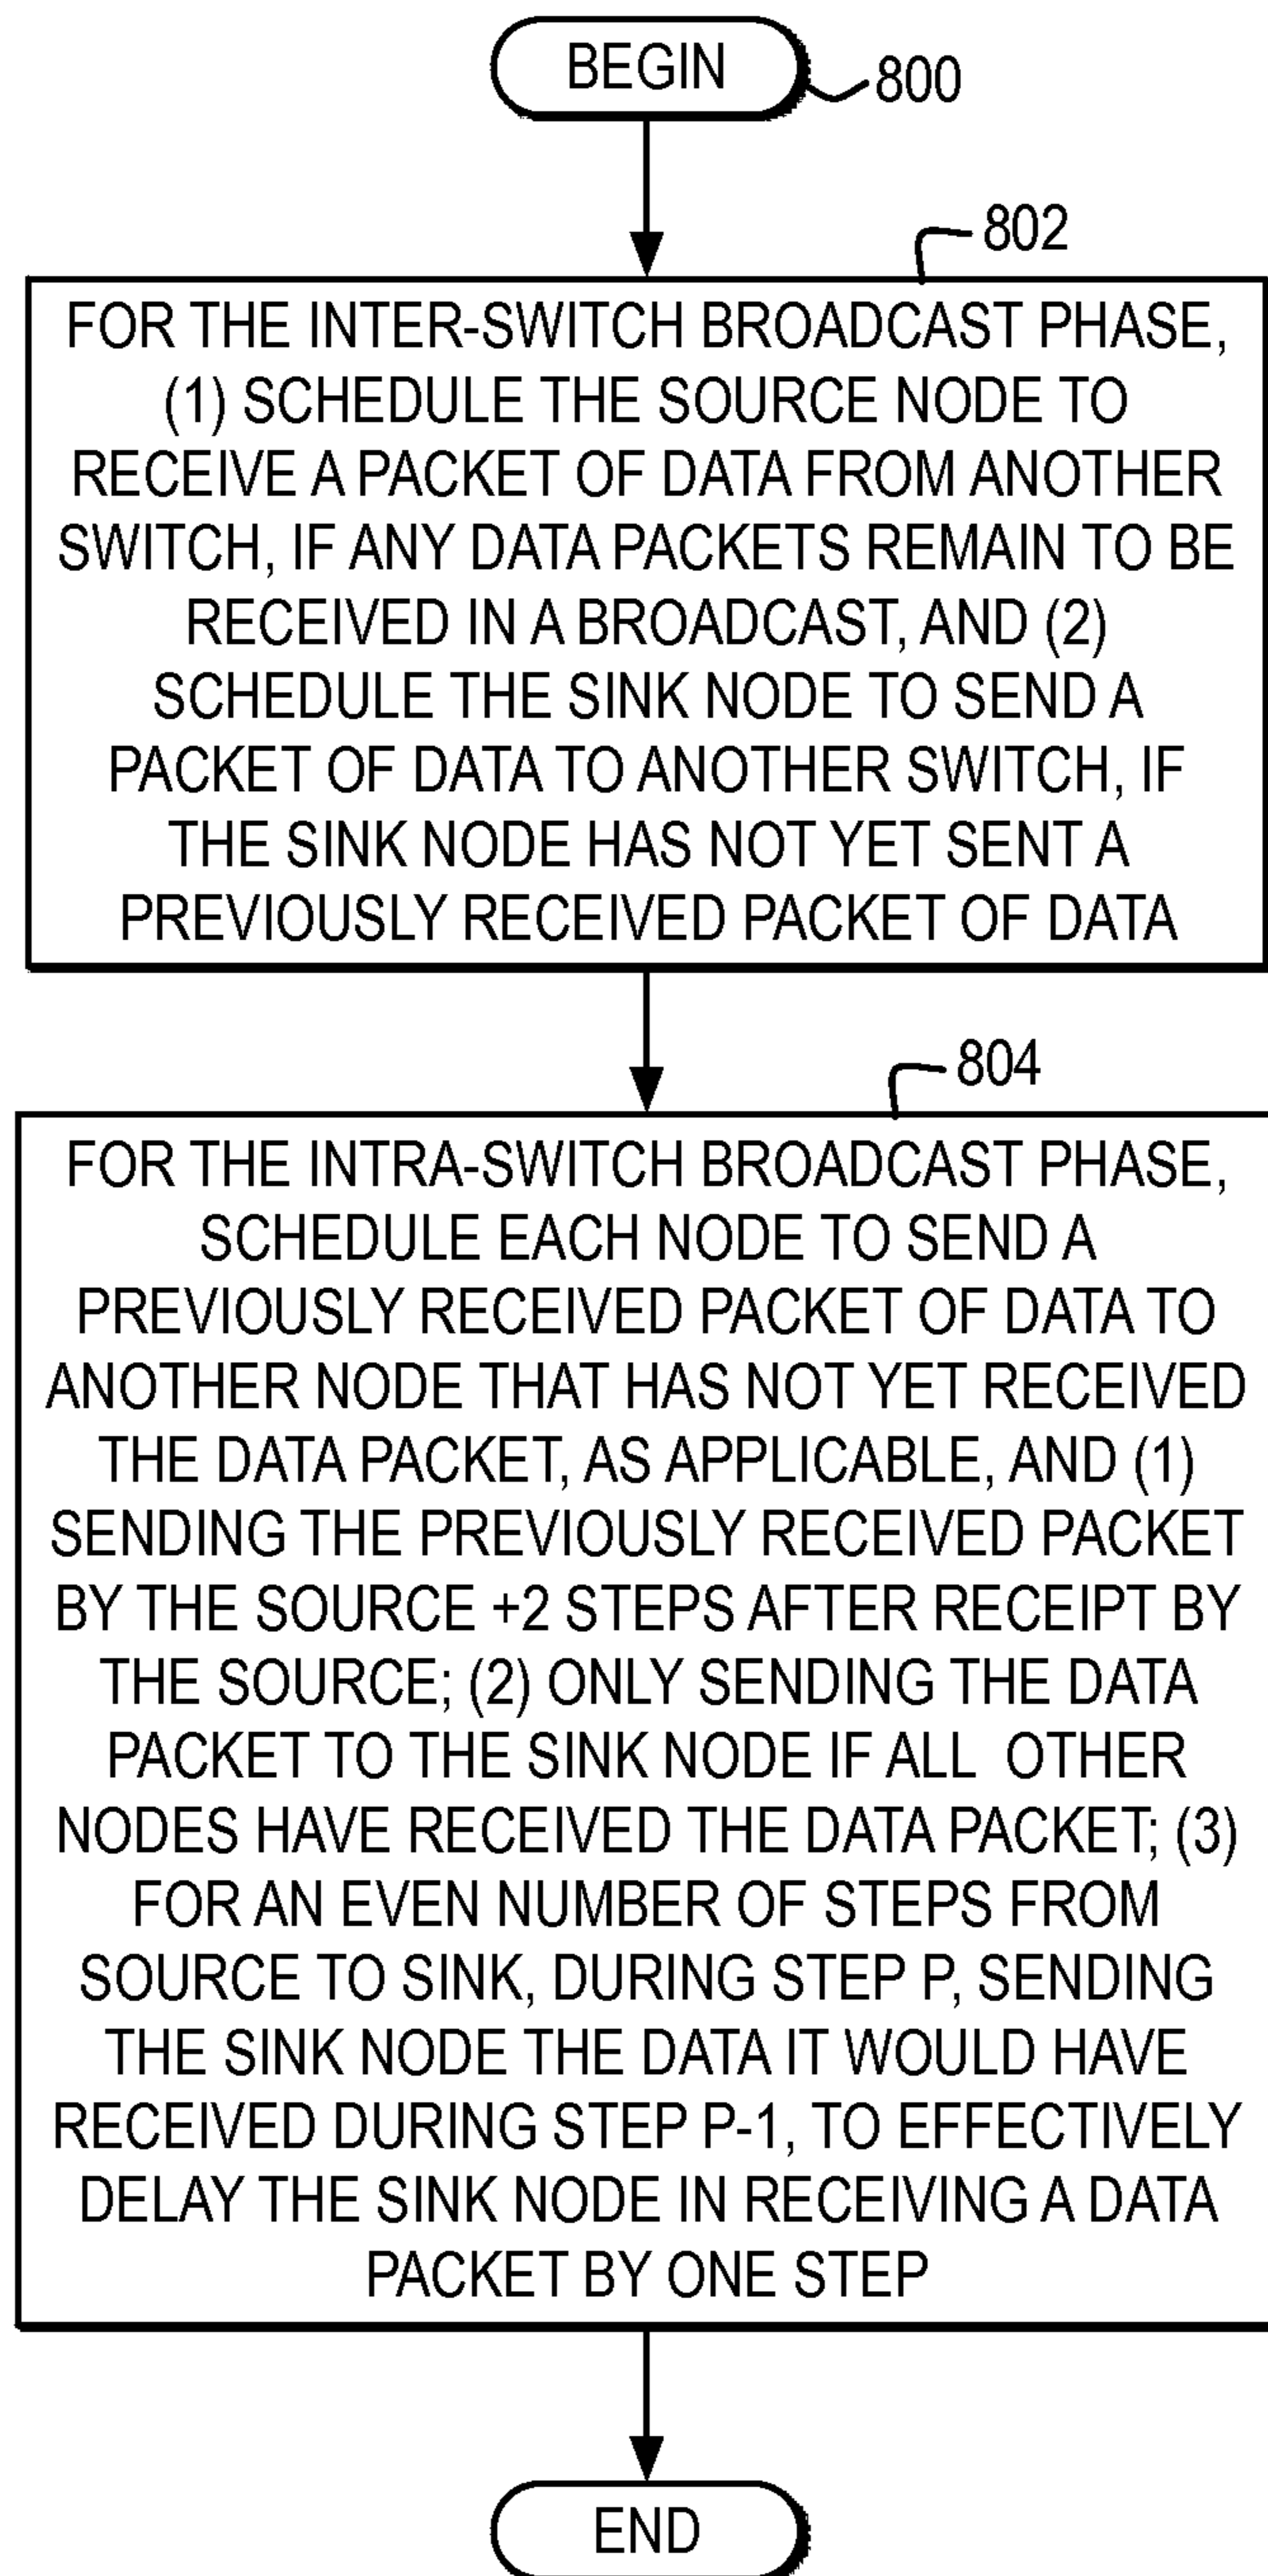 BEGIN
800
802
FOR THE INTER-SWITCH BROADCAST PHASE,
(1) SCHEDULE THE SOURCE NODE TO
RECEIVE A PACKET OF DATA FROM ANOTHER
SWITCH, IF ANY DATA PACKETS REMAIN TO BE
RECEIVED IN A BROADCAST, AND (2)
SCHEDULE THE SINK NODE TO SEND A
PACKET OF DATA TO ANOTHER SWITCH, IF
THE SINK NODE HAS NOT YET SENT A
PREVIOUSLY RECEIVED PACKET OF DATA
804
FOR THE INTRA-SWITCH BROADCAST PHASE,
SCHEDULE EACH NODE TO SEND A
PREVIOUSLY RECEIVED PACKET OF DATA TO
ANOTHER NODE THAT HAS NOT YET RECEIVED
THE DATA PACKET, AS APPLICABLE, AND (1)
SENDING THE PREVIOUSLY RECEIVED PACKET
BY THE SOURCE +2 STEPS AFTER RECEIPT BY
THE SOURCE; (2) ONLY SENDING THE DATA
PACKET TO THE SINK NODE IF ALL OTHER
NODES HAVE RECEIVED THE DATA PACKET; (3)
FOR AN EVEN NUMBER OF STEPS FROM
SOURCE TO SINK, DURING STEP P, SENDING
THE SINK NODE THE DATA IT WOULD HAVE
RECEIVED DURING STEP P-1, TO EFFECTIVELY
DELAY THE SINK NODE IN RECEIVING A DATA
PACKET BY ONE STEP
END